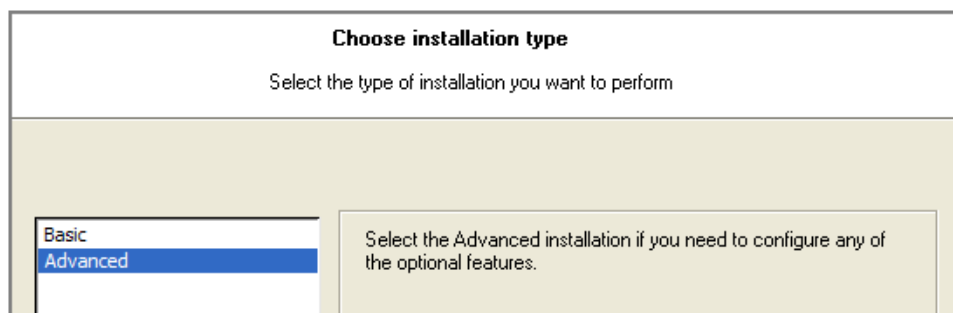 Choose installation type
Select the type of installation you want to perform
Basic
Advanced
Select the Advanced installation if you need to configure any of
the optional features.